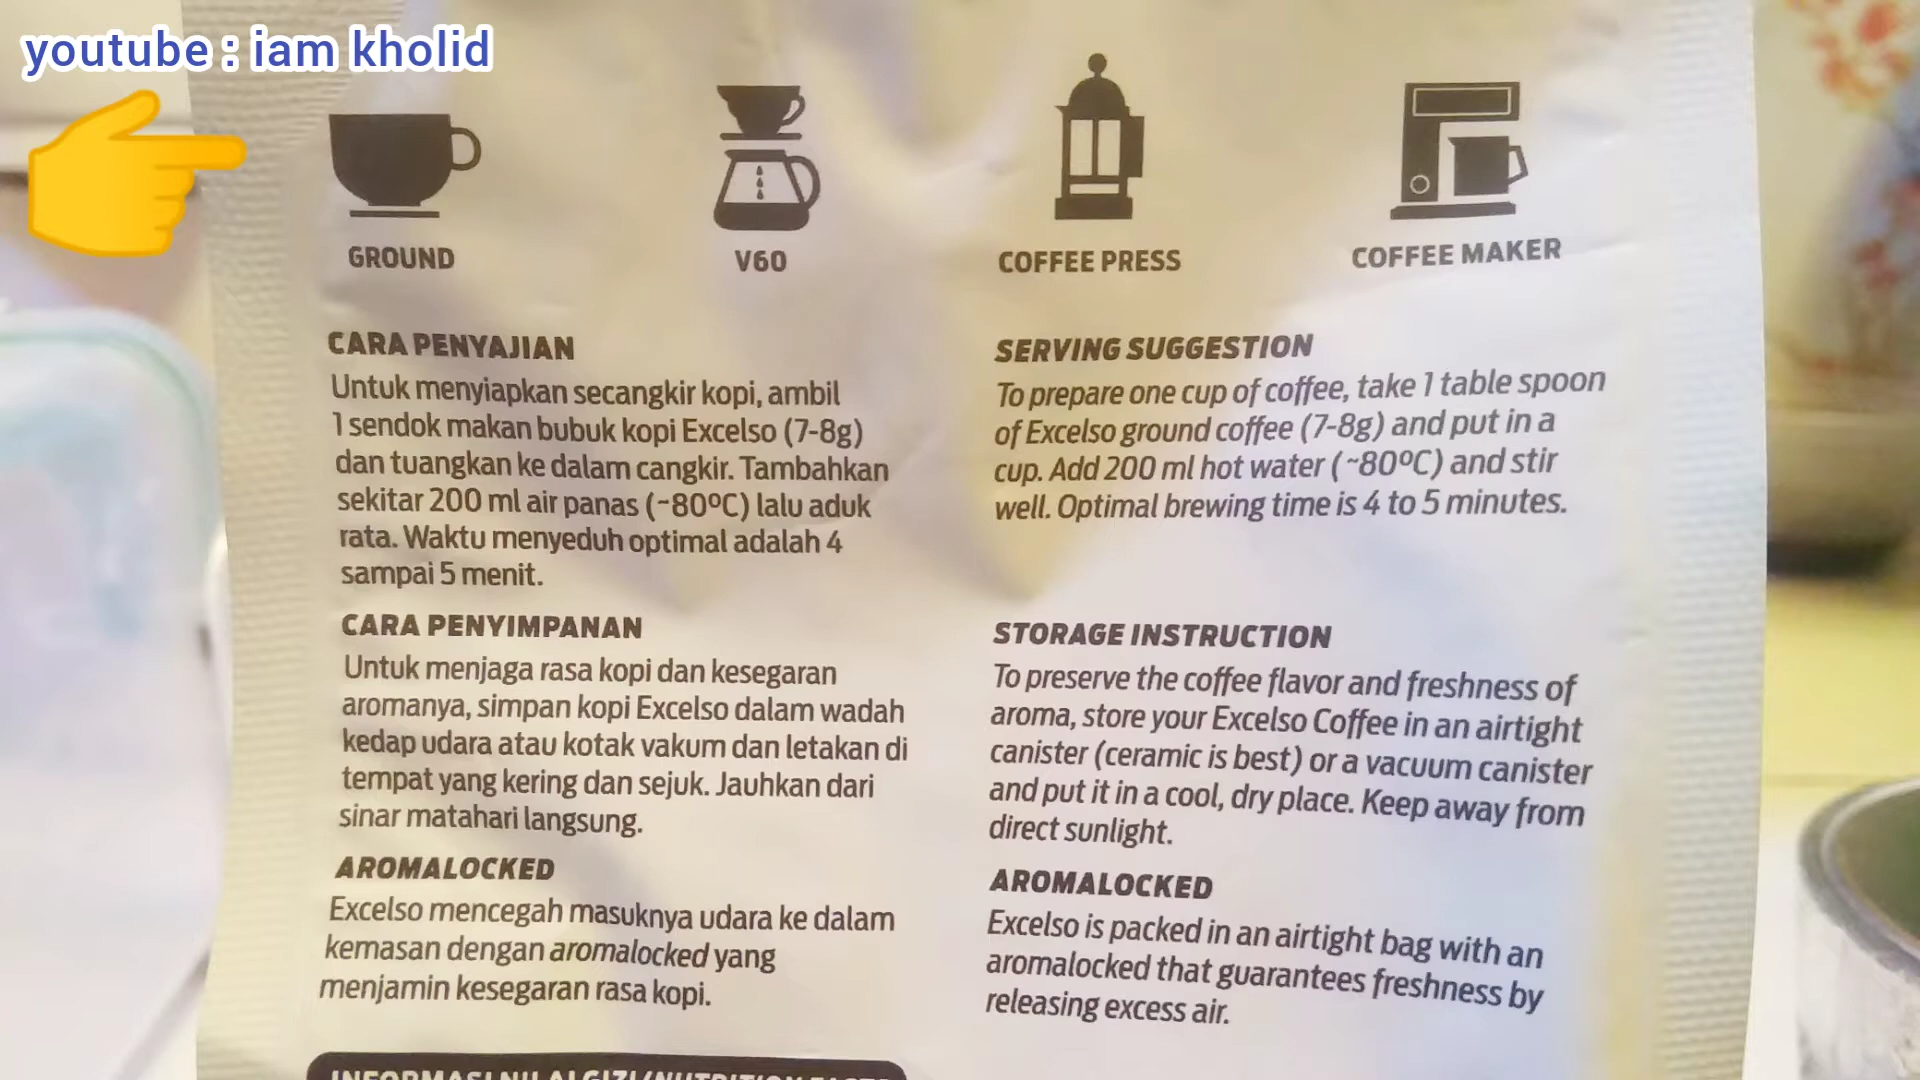 youtube : iam kholid
GROUND
V60
COFFEE PRESS
COFFEE MAKER
CARA PENYAJIAN
Untuk menyiapkan secangkir kopi, ambil
1 sendok makan bubuk kopi Excelso (7-8g)
dan tuangkan ke dalam cangkir. Tambahkan
sekitar 200 ml air panas (~80ºC) lalu aduk
rata. Waktu menyeduh optimal adalah 4
sampai 5 menit.
CARA PENYIMPANAN
Untuk menjaga rasa kopi dan kesegaran
aromanya, simpan kopi Excelso dalam wadah
kedap udara atau kotak vakum dan letakan di
tempat yang kering dan sejuk. Jauhkan dari
sinar matahari langsung.
AROMALOCKED
Excelso mencegah masuknya udara ke dalam
kemasan dengan aromalocked yang
menjamin kesegaran rasa kopi.
SERVING SUGGESTION
To prepare one cup of coffee, take 1 table spoon
of Excelso ground coffee (7-8g) and put in a
cup. Add 200 ml hot water (~80ºC) and stir
well. Optimal brewing time is 4 to 5 minutes.
STORAGE INSTRUCTION
To preserve the coffee flavor and freshness of
aroma, store your Excelso Coffee in an airtight
canister (ceramic is best) or a vacuum canister
and put it in a cool, dry place. Keep away from
direct sunlight.
AROMALOCKED
Excelso is packed in an airtight bag with an
aromalocked that guarantees freshness by
releasing excess air.
INFORMASI NILAI GIZI/NUTRITION FACTS